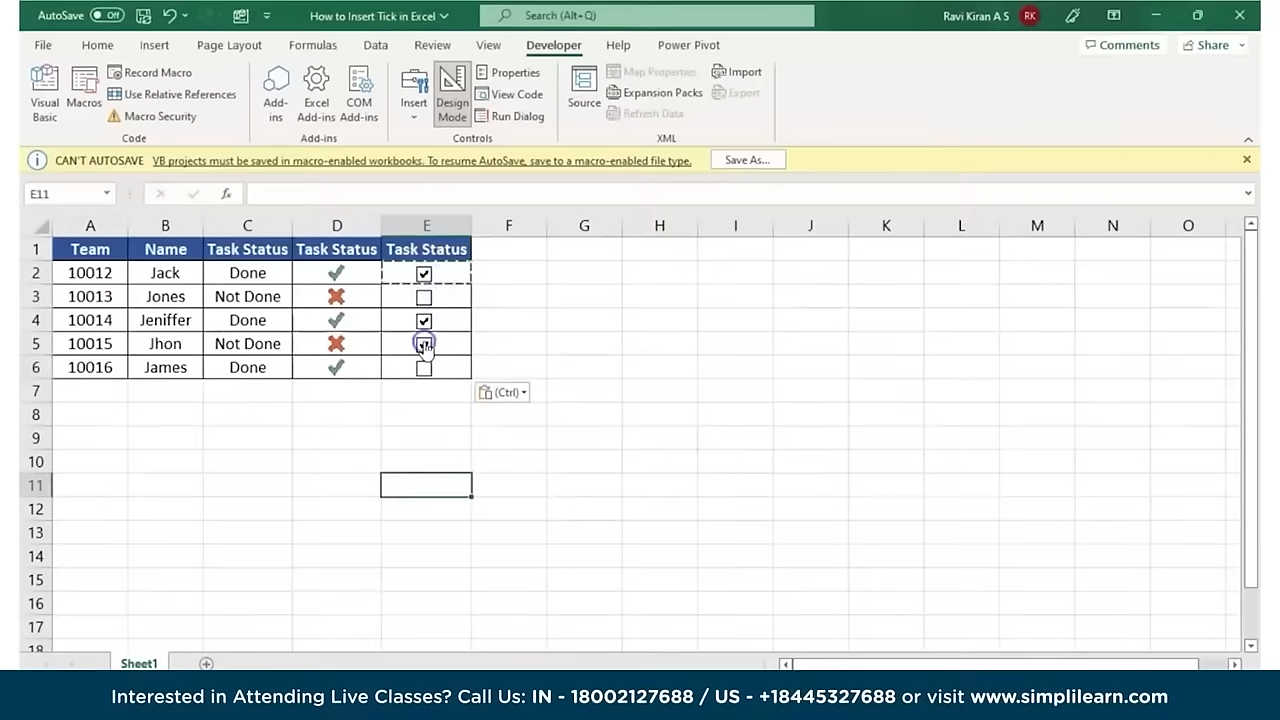 AutoSave Off How to Insert Tick in Excel Search (Alt+Q) Ravi Kiran A S RK
File Home Insert Page Layout Formulas Data Review View Developer Help Power Pivot Comments Share
Visual Basic
Macros
Record Macro
Use Relative References
Macro Security
Code
Add-ins
Excel Add-ins
COM Add-ins
Add-ins
Insert
Design Mode
Properties
View Code
Run Dialog
Controls
Source
Map Properties
Expansion Packs
Refresh Data
Import
Export
XML
CAN'T AUTOSAVE VB projects must be saved in macro-enabled workbooks. To resume AutoSave, save to a macro-enabled file type. Save As...
E11 fx
A B C D E F G H I J K L M N O
1 Team Name Task Status Task Status Task Status
2 10012 Jack Done
3 10013 Jones Not Done
4 10014 Jeniffer Done
5 10015 Jhon Not Done
6 10016 James Done
7 (Ctrl)
8
9
10
11
12
13
14
15
16
17
18
Sheet1
Interested in Attending Live Classes? Call Us: IN - 18002127688 / US - +18445327688 or visit www.simplilearn.com